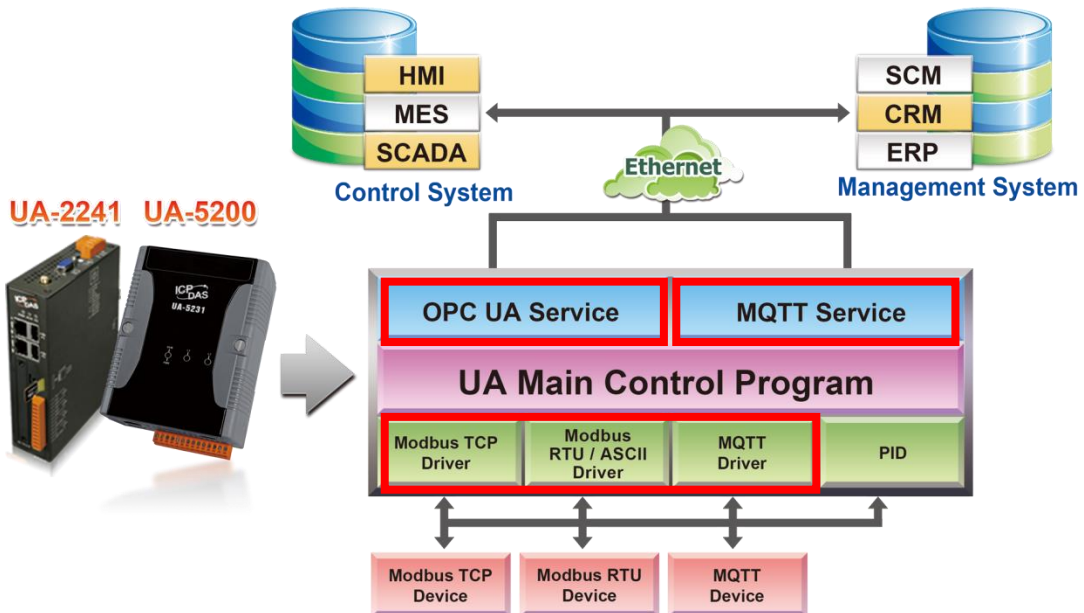 HMI
MES
SCADA
Control System
SCM
CRM
ERP
Management System
Ethernet
UA-2241 UA-5200
ICP DAS
ICP DAS
UA-5231
OPC UA Service
MQTT Service
UA Main Control Program
Modbus TCP
Driver
Modbus
RTU / ASCII
Driver
MQTT
Driver
PID
Modbus TCP
Device
Modbus RTU
Device
MQTT
Device